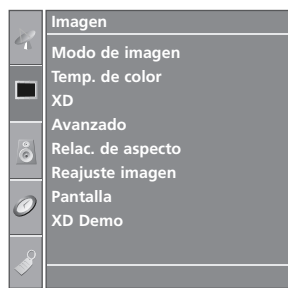 Imagen
Modo de imagen
Temp. de color
XD
Avanzado
Relac. de aspecto
Reajuste imagen
Pantalla
XD Demo